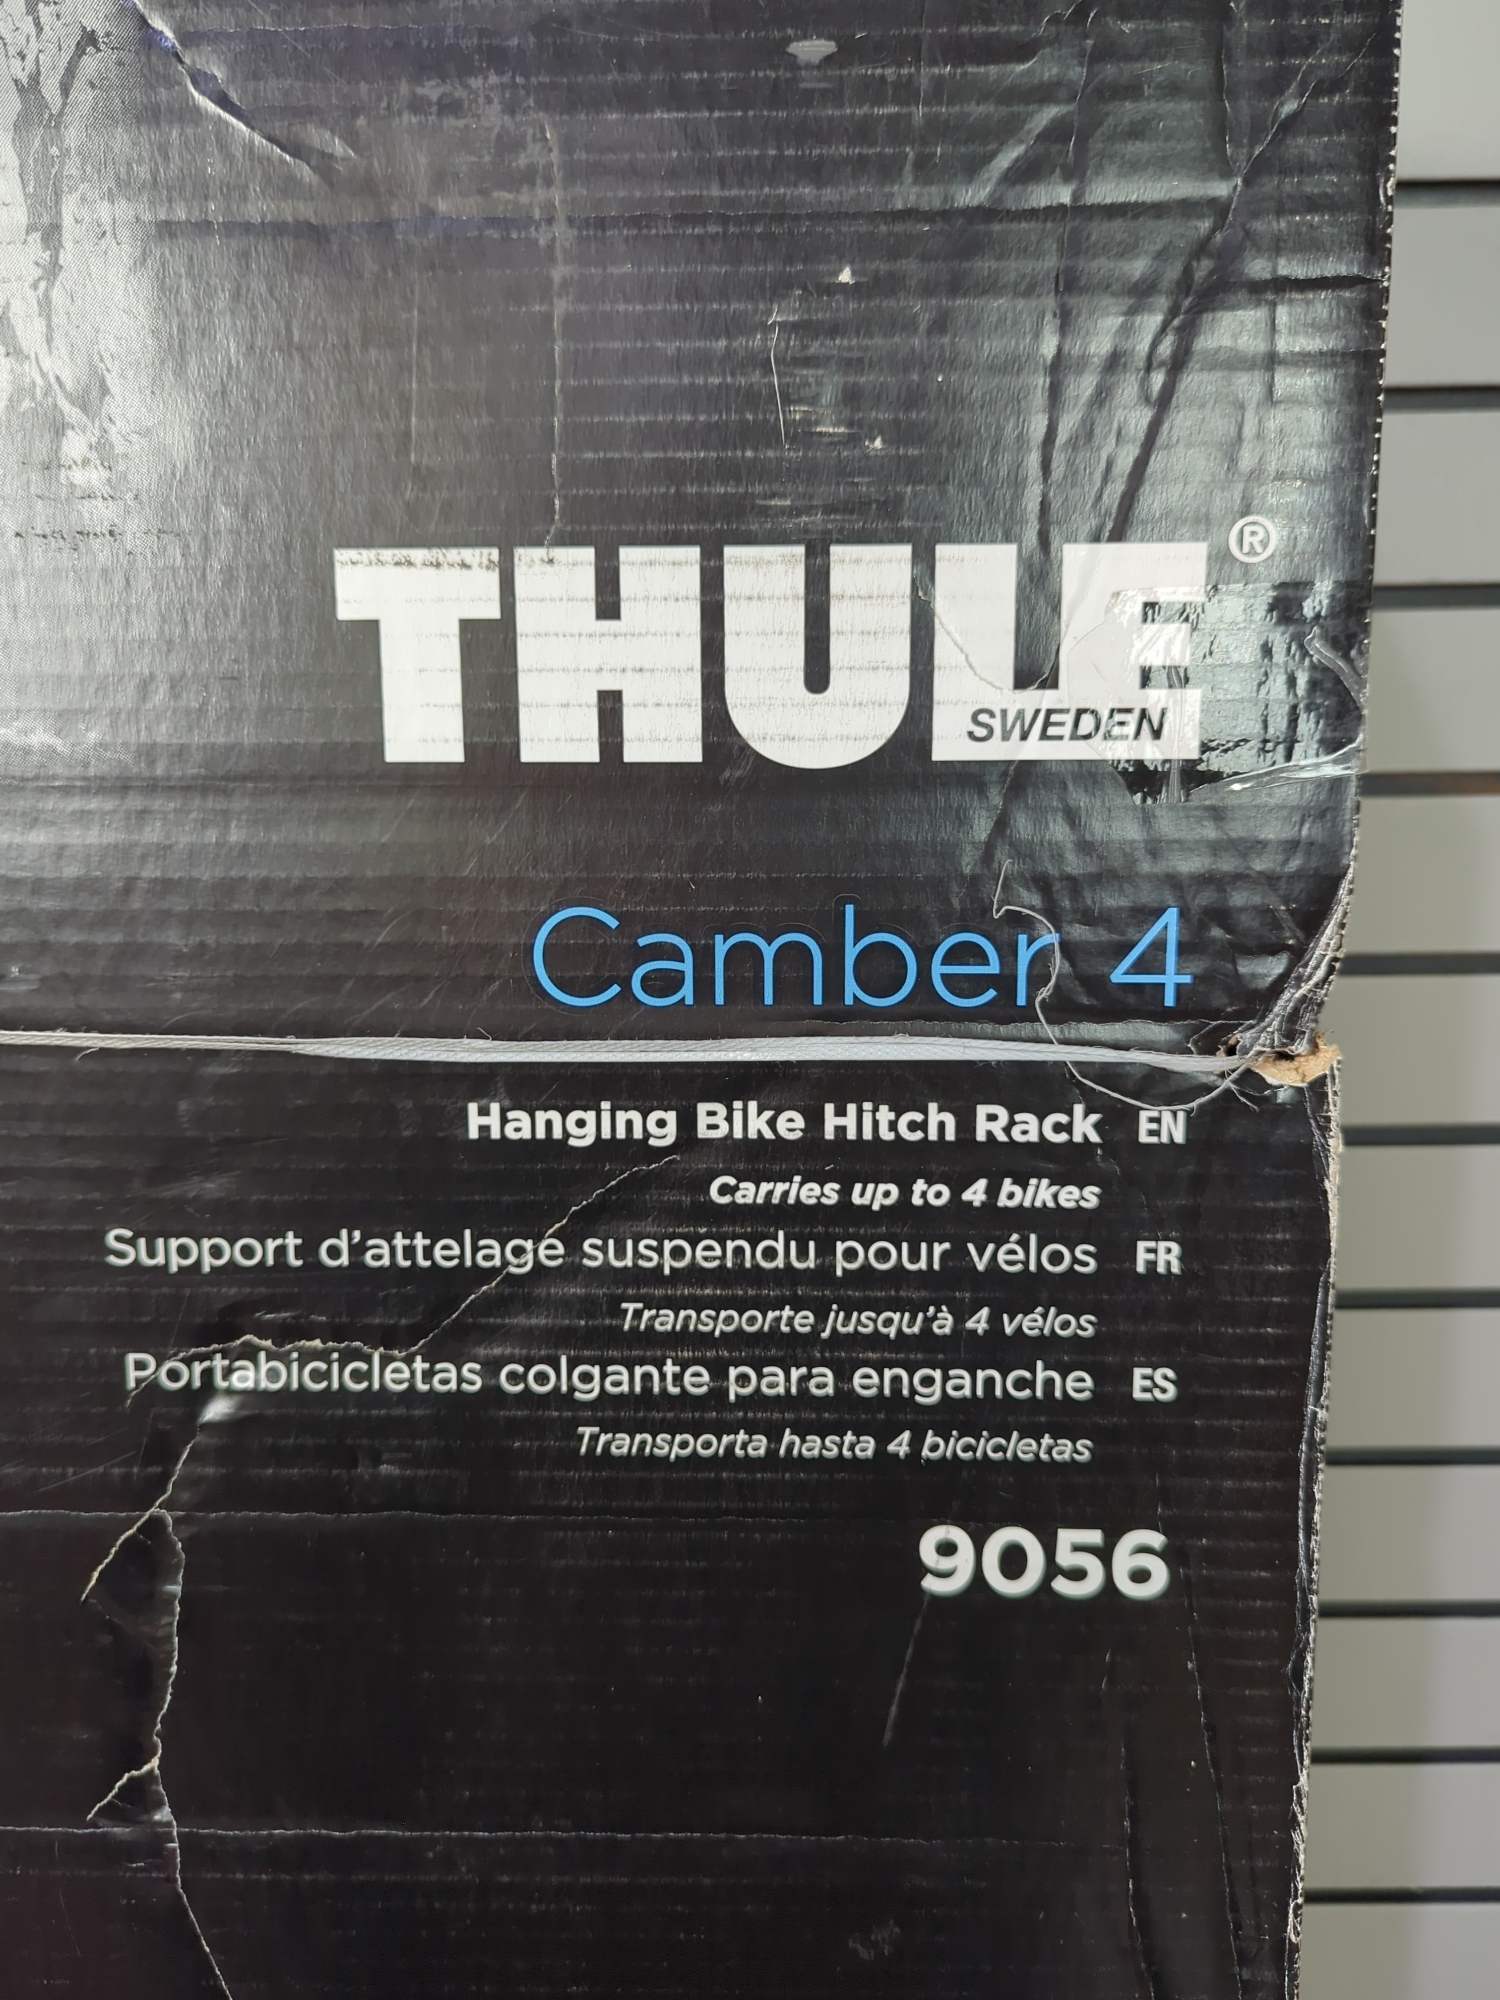 THULE®
SWEDEN
Camber 4
Hanging Bike Hitch Rack EN
Carries up to 4 bikes
Support d'attelage suspendu pour vélos FR
Transporte jusqu'à 4 vélos
Portabicicletas colgante para enganche ES
Transporta hasta 4 bicicletas
9056